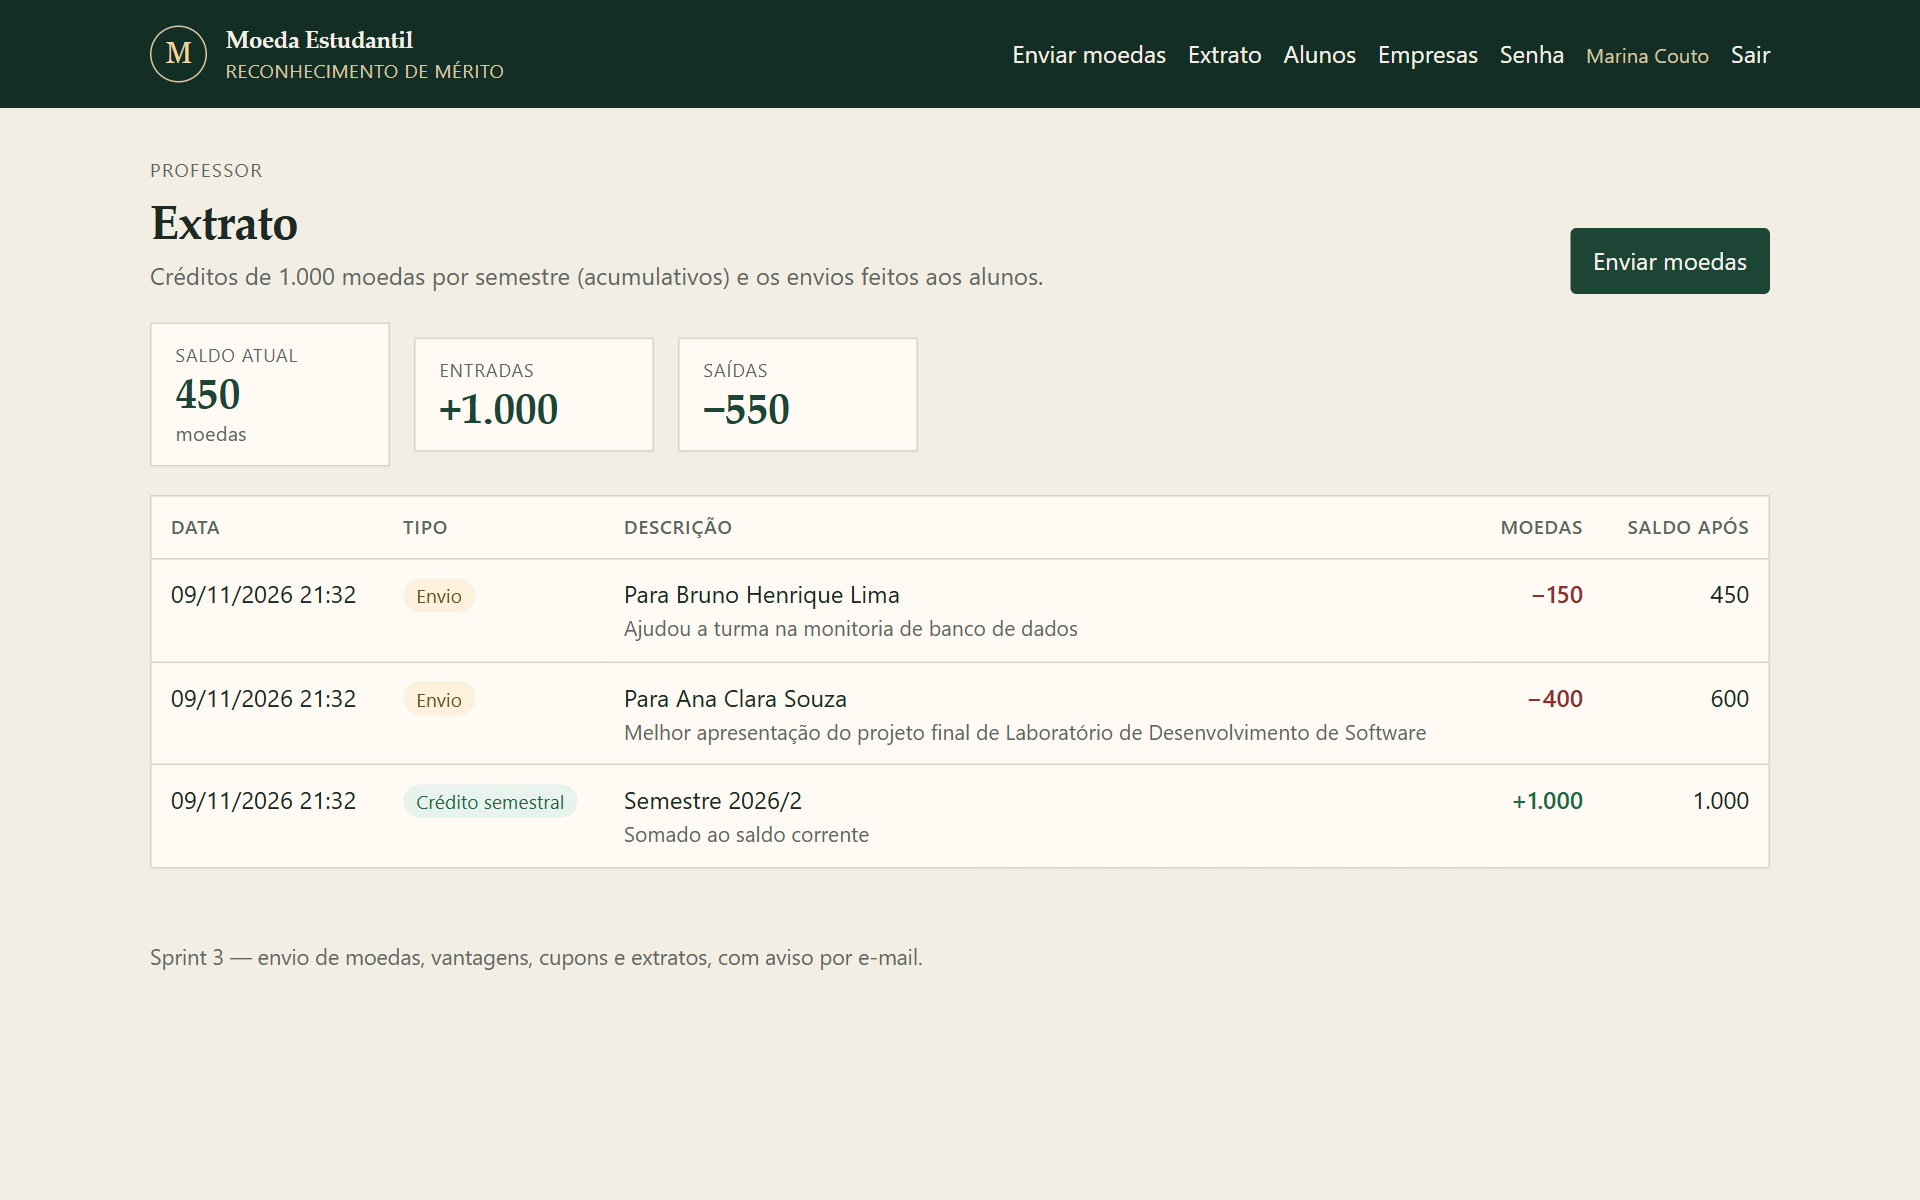 M
Moeda Estudantil
RECONHECIMENTO DE MÉRITO
Enviar moedas Extrato Alunos Empresas Senha Marina Couto Sair
PROFESSOR
Extrato
Créditos de 1.000 moedas por semestre (acumulativos) e os envios feitos aos alunos.
Enviar moedas
SALDO ATUAL
450
moedas
ENTRADAS
+1.000
SAÍDAS
−550
DATA TIPO DESCRIÇÃO MOEDAS SALDO APÓS
09/11/2026 21:32 Envio Para Bruno Henrique Lima −150 450
Ajudou a turma na monitoria de banco de dados
09/11/2026 21:32 Envio Para Ana Clara Souza −400 600
Melhor apresentação do projeto final de Laboratório de Desenvolvimento de Software
09/11/2026 21:32 Crédito semestral Semestre 2026/2 +1.000 1.000
Somado ao saldo corrente
Sprint 3 — envio de moedas, vantagens, cupons e extratos, com aviso por e-mail.